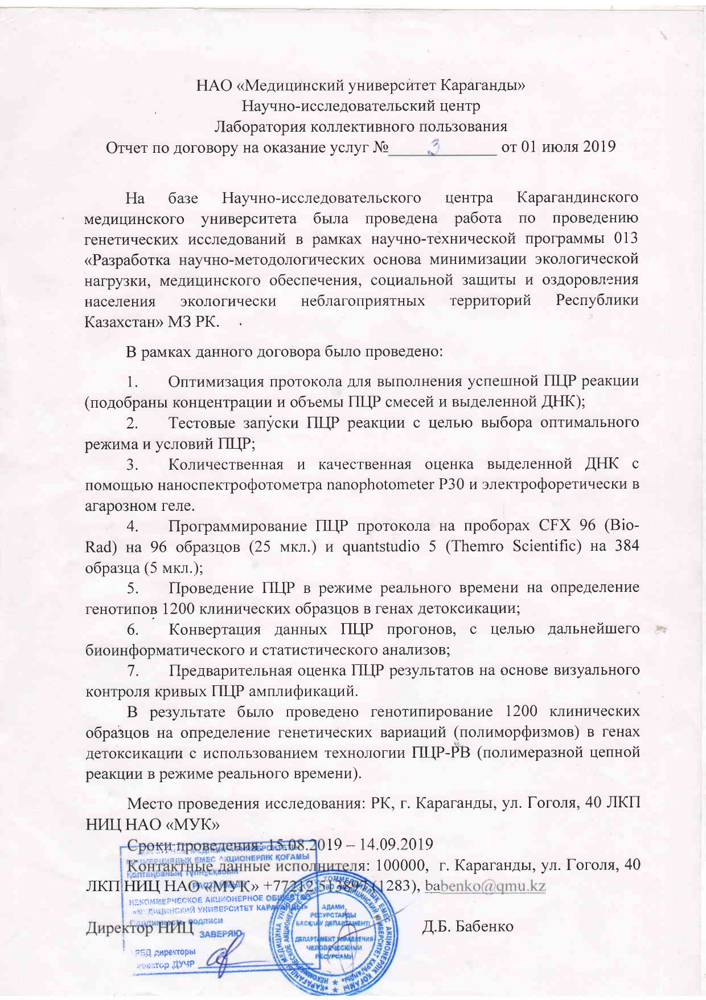 НАО «Медицинский университет Караганды»
Научно-исследовательский центр
Лаборатория коллективного пользования
Отчет по договору на оказание услуг №_____3_____ от 01 июля 2019
На базе Научно-исследовательского центра Карагандинского
медицинского университета была проведена работа по проведению
генетических исследований в рамках научно-технической программы 013
«Разработка научно-методологических основа минимизации экологической
нагрузки, медицинского обеспечения, социальной защиты и оздоровления
населения экологически неблагоприятных территорий Республики
Казахстан» МЗ РК.
В рамках данного договора было проведено:
1. Оптимизация протокола для выполнения успешной ПЦР реакции
(подобраны концентрации и объемы ПЦР смесей и выделенной ДНК);
2. Тестовые запуски ПЦР реакции с целью выбора оптимального
режима и условий ПЦР;
3. Количественная и качественная оценка выделенной ДНК с
помощью наноспектрофотометра nanophotometer P30 и электрофоретически в
агарозном геле.
4. Программирование ПЦР протокола на проборах CFX 96 (Bio-
Rad) на 96 образцов (25 мкл.) и quantstudio 5 (Themro Scientific) на 384
образца (5 мкл.);
5. Проведение ПЦР в режиме реального времени на определение
генотипов 1200 клинических образцов в генах детоксикации;
6. Конвертация данных ПЦР прогонов, с целью дальнейшего
биоинформатического и статистического анализов;
7. Предварительная оценка ПЦР результатов на основе визуального
контроля кривых ПЦР амплификаций.
В результате было проведено генотипирование 1200 клинических
образцов на определение генетических вариаций (полиморфизмов) в генах
детоксикации с использованием технологии ПЦР-РВ (полимеразной цепной
реакции в режиме реального времени).
Место проведения исследования: РК, г. Караганды, ул. Гоголя, 40 ЛКП
НИЦ НАО «МУК»
Сроки проведения: 15.08.2019 – 14.09.2019
Контактные данные исполнителя: 100000, г. Караганды, ул. Гоголя, 40
ЛКП НИЦ НАО «МУК» +77212 513897 (1283), babenko@qmu.kz
Директор НИЦ Д.Б. Бабенко
КОММЕРЦИЯЛЫҚ ЕМЕС АКЦИОНЕРЛІК ҚОҒАМЫ
Қолтаңбаның түпнұсқасын
РАСТАЙМЫН
НЕКОММЕРЧЕСКОЕ АКЦИОНЕРНОЕ ОБЩЕСТВО
«МЕДИЦИНСКИЙ УНИВЕРСИТЕТ КАРАГАНДЫ»
Подлинность подписи
ЗАВЕРЯЮ
директоры
директор ДУЧР
АДАМИ
РЕСУРСТАРДЫ
БАСҚАРУ ДЕПАРТАМЕНТІ
ДЕПАРТАМЕНТ УПРАВЛЕНИЯ
ЧЕЛОВЕЧЕСКИМИ
РЕСУРСАМИ